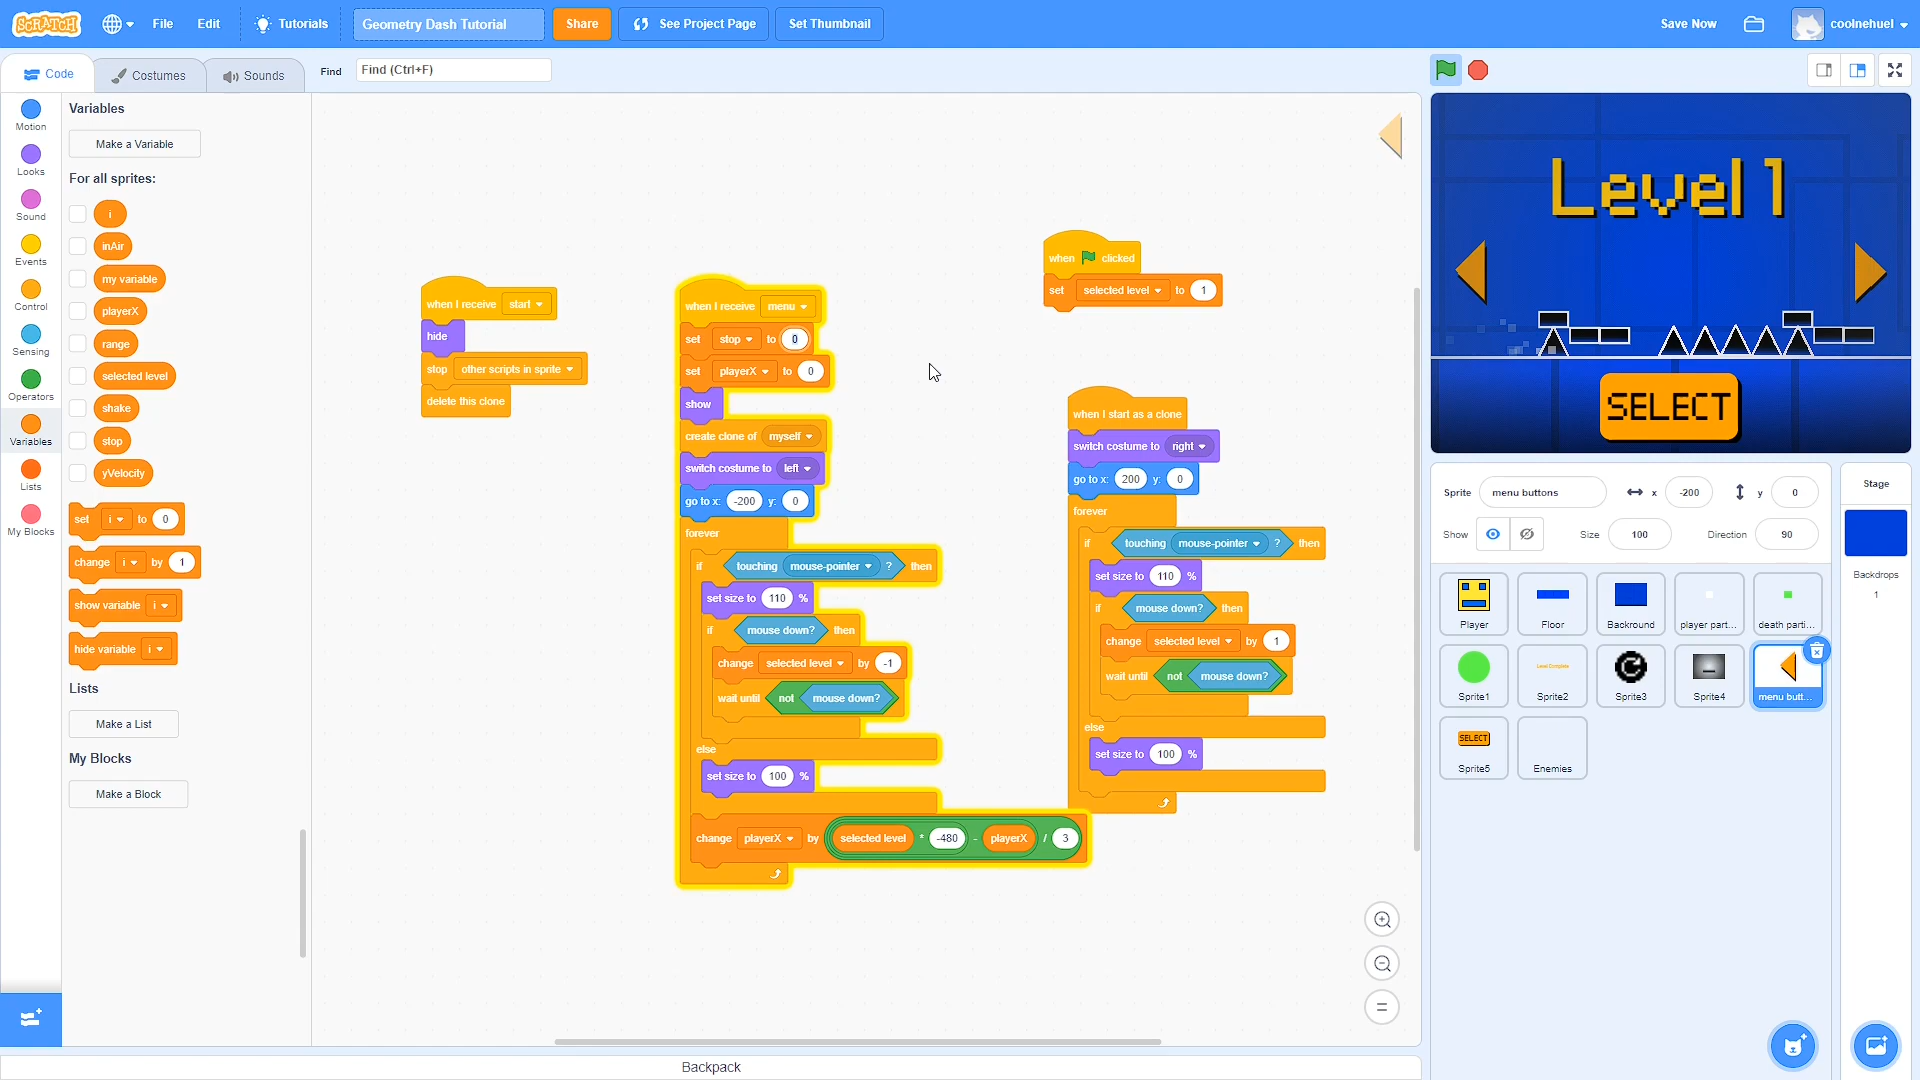 SCRATCH
File
Edit
Tutorials
Geometry Dash Tutorial
Share
See Project Page
Set Thumbnail
Save Now
coolnehuel
Code
Costumes
Sounds
Find
Find (Ctrl+F)
Motion
Looks
Sound
Events
Control
Sensing
Operators
Variables
Lists
My Blocks
Variables
Make a Variable
For all sprites:
i
inAir
my variable
playerX
range
selected level
shake
stop
yVelocity
set i to 0
change i by 1
show variable i
hide variable i
Lists
Make a List
My Blocks
Make a Block
when I receive start
hide
stop other scripts in sprite
delete this clone
when I receive menu
set stop to 0
set playerX to 0
show
create clone of myself
switch costume to left
go to x: -200 y: 0
forever
if touching mouse-pointer ? then
set size to 110 %
if mouse down? then
change selected level by -1
wait until not mouse down?
else
set size to 100 %
change playerX by selected level * -480 - playerX / 3
when clicked
set selected level to 1
when I start as a clone
switch costume to right
go to x: 200 y: 0
forever
if touching mouse-pointer ? then
set size to 110 %
if mouse down? then
change selected level by 1
wait until not mouse down?
else
set size to 100 %
Backpack
Level 1
SELECT
Sprite
menu buttons
x -200
y 0
Show
Size 100
Direction 90
Stage
Backdrops
1
Player
Floor
Backround
player part...
death parti...
Sprite1
Level Complete
Sprite2
Sprite3
Sprite4
menu butt...
SELECT
Sprite5
Enemies